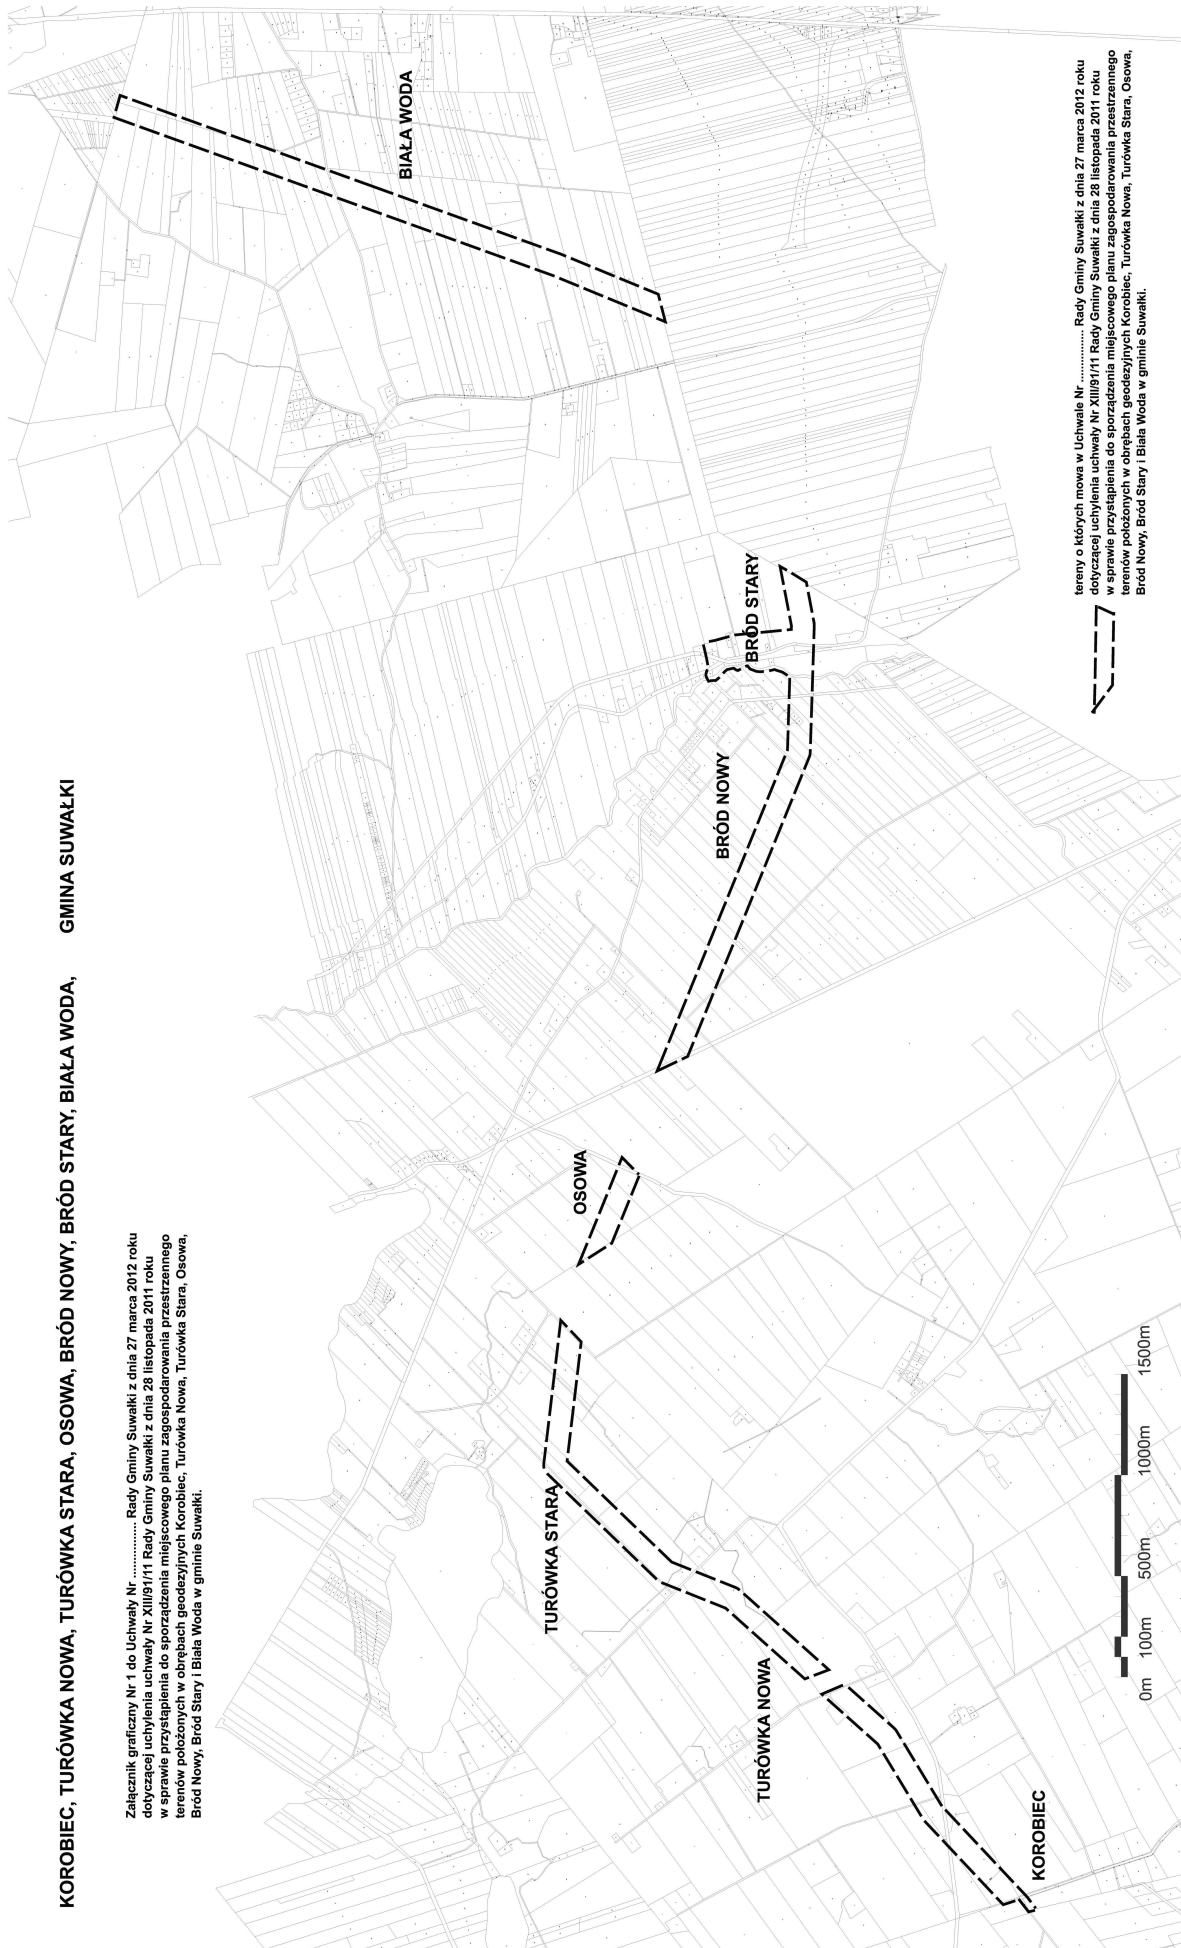 KOROBIEC, TURÓWKA NOWA, TURÓWKA STARA, OSOWA, BRÓD NOWY, BRÓD STARY, BIAŁA WODA, GMINA SUWAŁKI
Załącznik graficzny Nr 1 do Uchwały Nr ................ Rady Gminy Suwałki z dnia 27 marca 2012 roku
dotyczącej uchylenia uchwały Nr XIII/91/11 Rady Gminy Suwałki z dnia 28 listopada 2011 roku
w sprawie przystąpienia do sporządzenia miejscowego planu zagospodarowania przestrzennego
terenów położonych w obrębach geodezyjnych Korobiec, Turówka Nowa, Turówka Stara, Osowa,
Bród Nowy, Bród Stary i Biała Woda w gminie Suwałki.
BIAŁA WODA
BRÓD STARY
BRÓD NOWY
OSOWA
TURÓWKA STARA
TURÓWKA NOWA
KOROBIEC
0m 100m 500m 1000m 1500m
tereny o których mowa w Uchwale Nr ................ Rady Gminy Suwałki z dnia 27 marca 2012 roku
dotyczącej uchylenia uchwały Nr XIII/91/11 Rady Gminy Suwałki z dnia 28 listopada 2011 roku
w sprawie przystąpienia do sporządzenia miejscowego planu zagospodarowania przestrzennego
terenów położonych w obrębach geodezyjnych Korobiec, Turówka Nowa, Turówka Stara, Osowa,
Bród Nowy, Bród Stary i Biała Woda w gminie Suwałki.